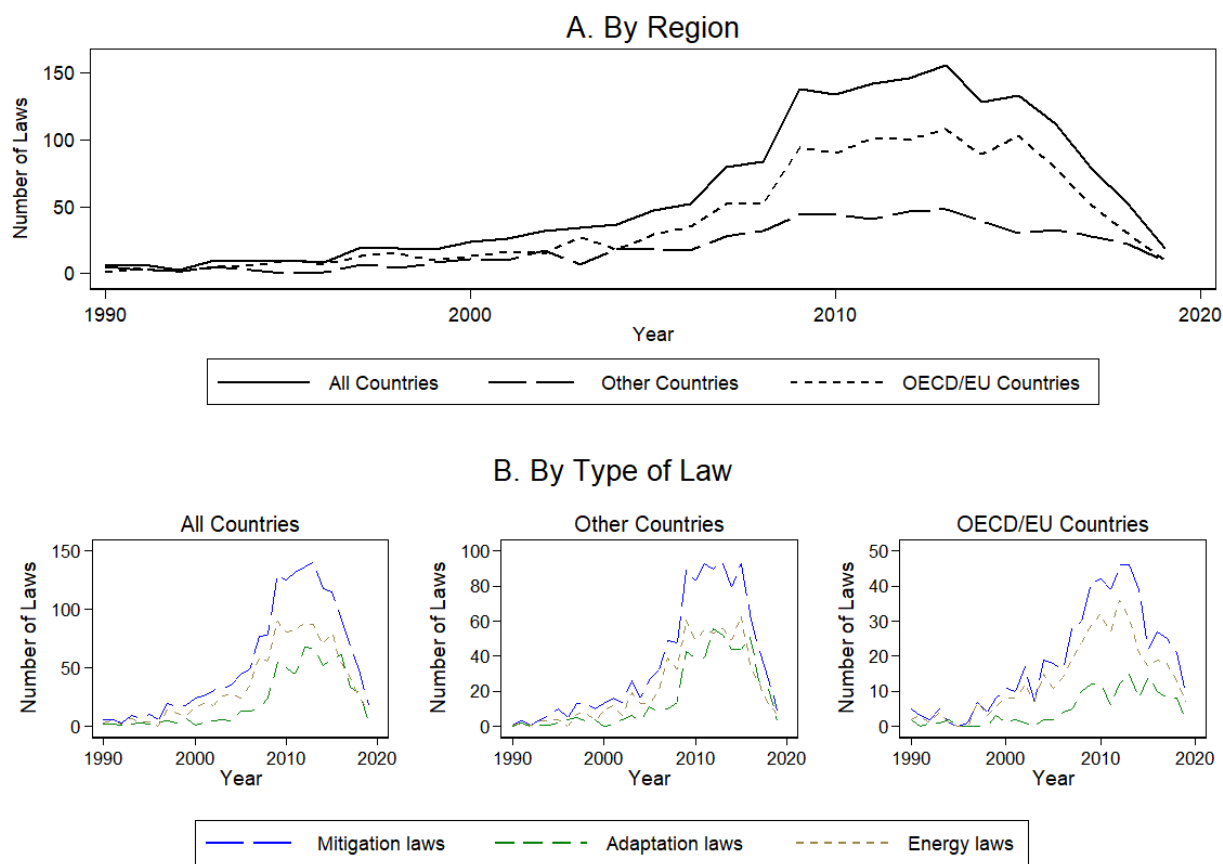 A. By Region
Number of Laws
150
100
50
0
1990 2000 2010 2020
Year
All Countries Other Countries OECD/EU Countries
B. By Type of Law
All Countries Other Countries OECD/EU Countries
Number of Laws
150
100
50
0
1990 2000 2010 2020
Year
Number of Laws
100
80
60
40
20
0
1990 2000 2010 2020
Year
Number of Laws
50
40
30
20
10
0
1990 2000 2010 2020
Year
Mitigation laws Adaptation laws Energy laws